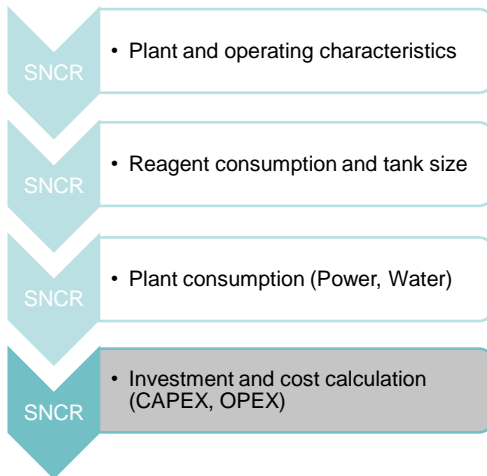 SNCR
• Plant and operating characteristics
SNCR
• Reagent consumption and tank size
SNCR
• Plant consumption (Power, Water)
SNCR
• Investment and cost calculation
(CAPEX, OPEX)